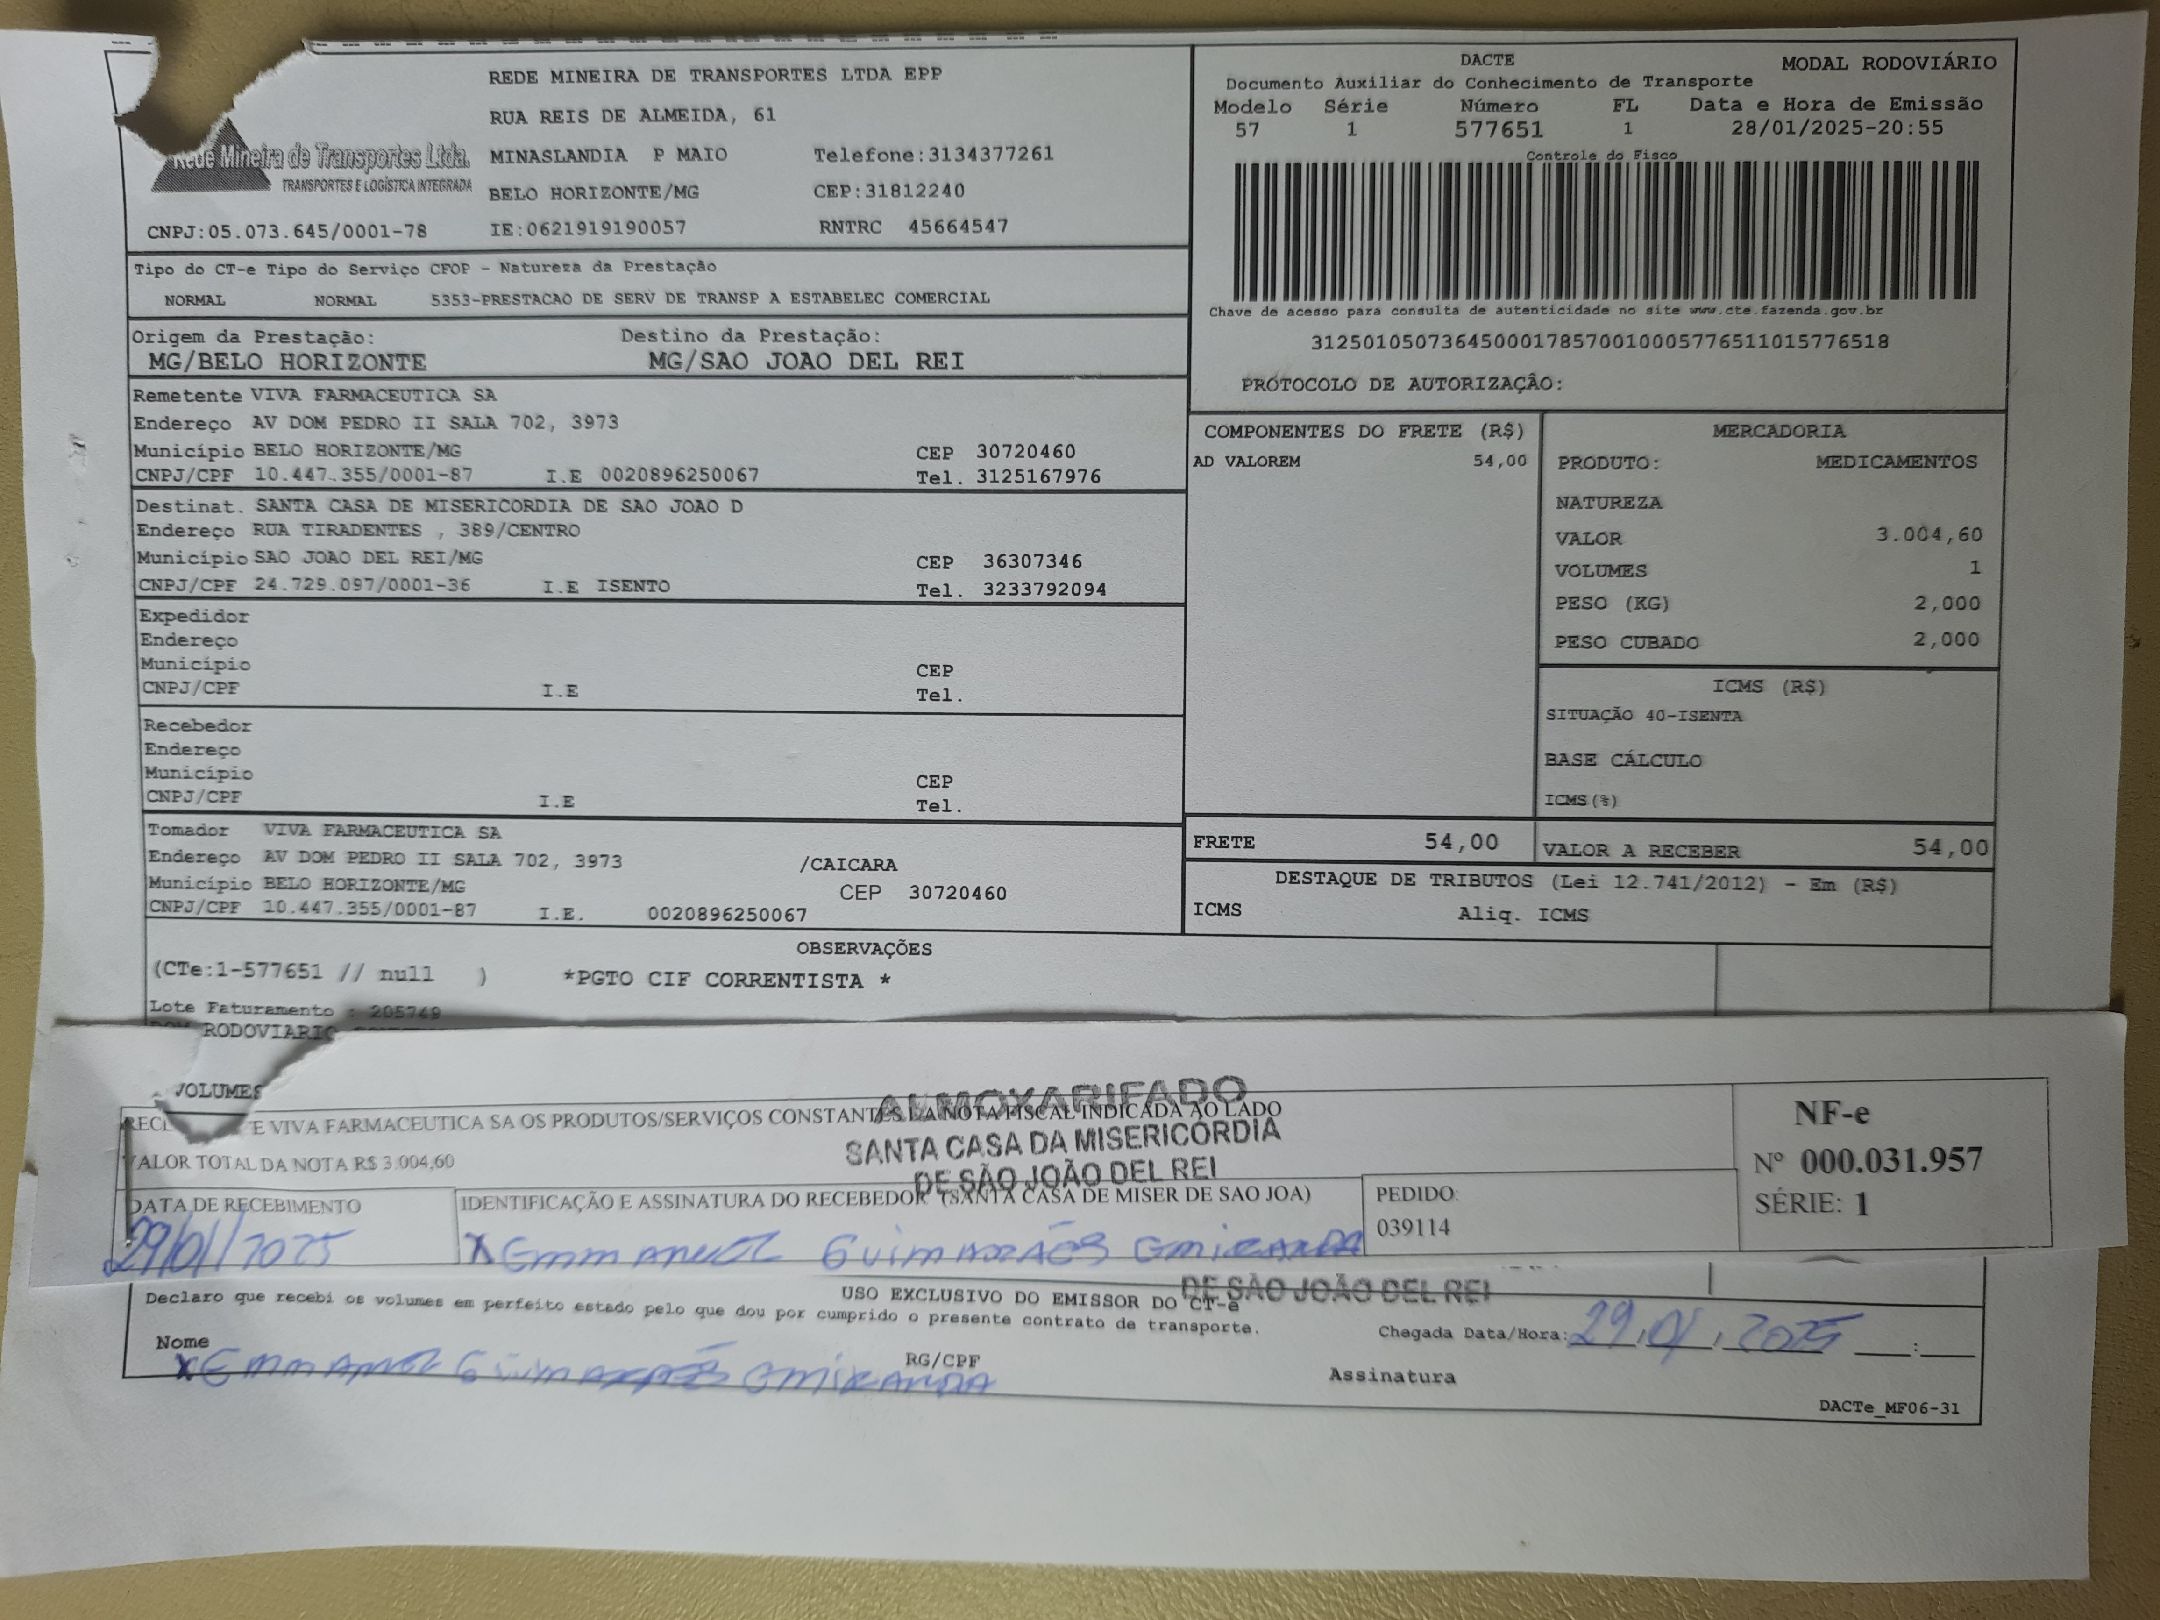 REDE MINEIRA DE TRANSPORTES LTDA EPP
RUA REIS DE ALMEIDA, 61
Rede Mineira de Transportes Ltda.
TRANSPORTES E LOGÍSTICA INTEGRADA
MINASLANDIA P MAIO Telefone:3134377261
BELO HORIZONTE/MG CEP:31812240
CNPJ:05.073.645/0001-78 IE:0621919190057 RNTRC 45664547
DACTE MODAL RODOVIÁRIO
Documento Auxiliar do Conhecimento de Transporte
Modelo Série Número FL Data e Hora de Emissão
57 1 577651 1 28/01/2025-20:55
Controle do Fisco
Chave de acesso para consulta de autenticidade no site www.cte.fazenda.gov.br
31250105073645000178570010005776511015776518
PROTOCOLO DE AUTORIZAÇÂO:
Tipo do CT-e Tipo do Serviço CFOP - Natureza da Prestação
NORMAL NORMAL 5353-PRESTACAO DE SERV DE TRANSP A ESTABELEC COMERCIAL
Origem da Prestação: Destino da Prestação:
MG/BELO HORIZONTE MG/SAO JOAO DEL REI
Remetente VIVA FARMACEUTICA SA
Endereço AV DOM PEDRO II SALA 702, 3973
Município BELO HORIZONTE/MG CEP 30720460
CNPJ/CPF 10.447.355/0001-87 I.E 0020896250067 Tel. 3125167976
Destinat. SANTA CASA DE MISERICORDIA DE SAO JOAO D
Endereço RUA TIRADENTES , 389/CENTRO
Município SAO JOAO DEL REI/MG CEP 36307346
CNPJ/CPF 24.729.097/0001-36 I.E ISENTO Tel. 3233792094
Expedidor
Endereço
Município CEP
CNPJ/CPF I.E Tel.
Recebedor
Endereço
Município CEP
CNPJ/CPF I.E Tel.
Tomador VIVA FARMACEUTICA SA
Endereço AV DOM PEDRO II SALA 702, 3973 /CAICARA
Município BELO HORIZONTE/MG CEP 30720460
CNPJ/CPF 10.447.355/0001-87 I.E. 0020896250067
COMPONENTES DO FRETE (R$)
AD VALOREM 54,00
MERCADORIA
PRODUTO: MEDICAMENTOS
NATUREZA
VALOR 3.004,60
VOLUMES 1
PESO (KG) 2,000
PESO CUBADO 2,000
ICMS (R$)
SITUAÇÃO 40-ISENTA
BASE CÁLCULO
ICMS(%)
FRETE 54,00 VALOR A RECEBER 54,00
DESTAQUE DE TRIBUTOS (Lei 12.741/2012) - Em (R$)
ICMS Aliq. ICMS
OBSERVAÇÕES
(CTe:1-577651 // null ) *PGTO CIF CORRENTISTA *
Lote Faturamento : 205749
RODOVIARIO
VOLUMES
ALMOXARIFADO
SANTA CASA DA MISERICÓRDIA
DE SÃO JOÃO DEL REI
E VIVA FARMACEUTICA SA OS PRODUTOS/SERVIÇOS CONSTANTES DA NOTA FISCAL INDICADA AO LADO
VALOR TOTAL DA NOTA R$ 3.004,60
DATA DE RECEBIMENTO IDENTIFICAÇÃO E ASSINATURA DO RECEBEDOR (SANTA CASA DE MISER DE SAO JOA)
29/01/2025 X Emmanuel Guimarães Gmiranda
PEDIDO:
039114
NF-e
Nº 000.031.957
SÉRIE: 1
DE SÃO JOÃO DEL REI
USO EXCLUSIVO DO EMISSOR DO CT-e
Declaro que recebi os volumes em perfeito estado pelo que dou por cumprido o presente contrato de transporte.
Chegada Data/Hora: 29,01,2025 :
Nome X Emmanuel Guimarães Gmiranda
RG/CPF Assinatura
DACTe_MF06-31